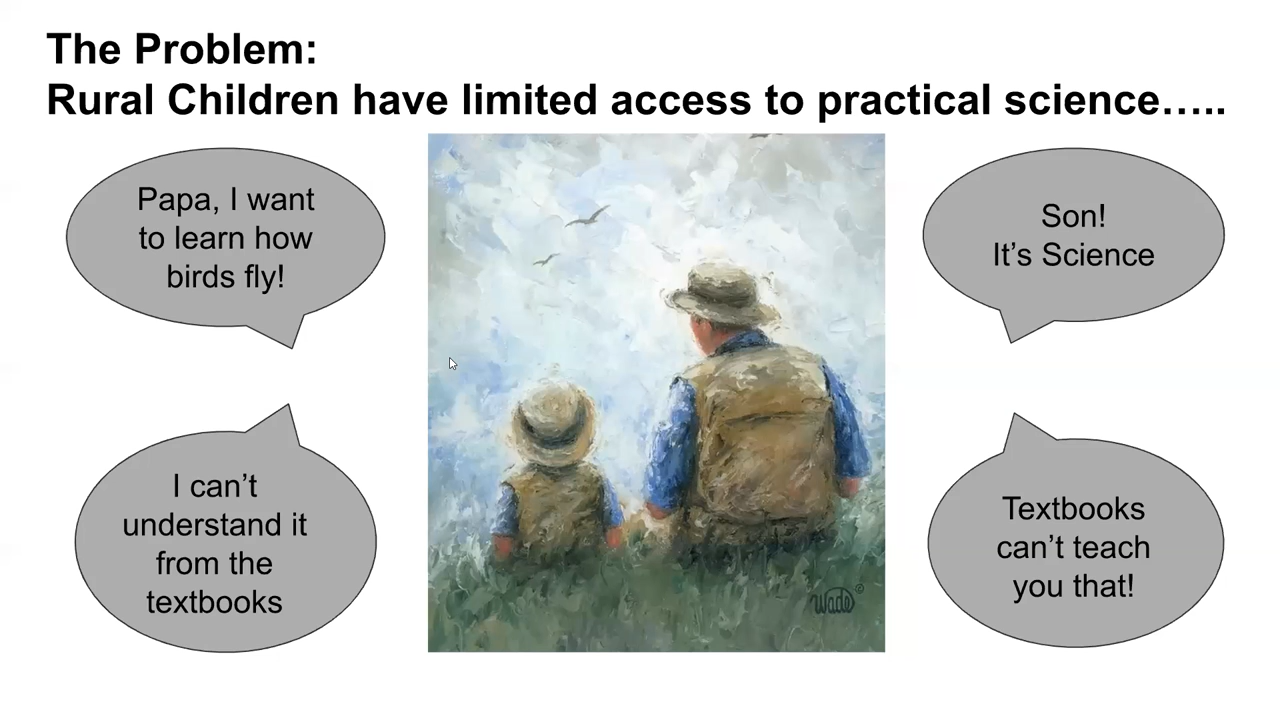 The Problem:
Rural Children have limited access to practical science…..
Papa, I want
to learn how
birds fly!
Son!
It’s Science
I can’t
understand it
from the
textbooks
Textbooks
can’t teach
you that!
Wade©